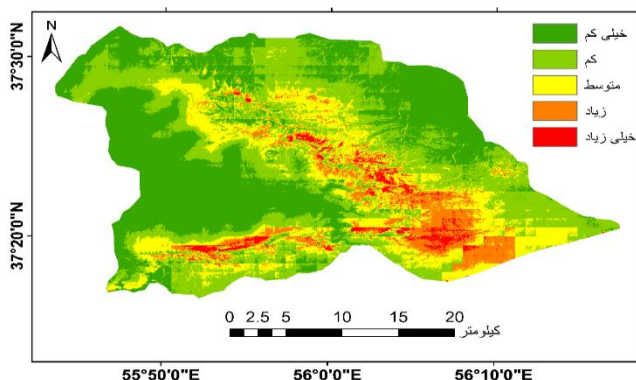 N
37°30'0"N
37°20'0"N
خیلی کم
کم
متوسط
زیاد
خیلی زیاد
0 2.5 5 10 15 20
کیلومتر
55°50'0"E 56°0'0"E 56°10'0"E